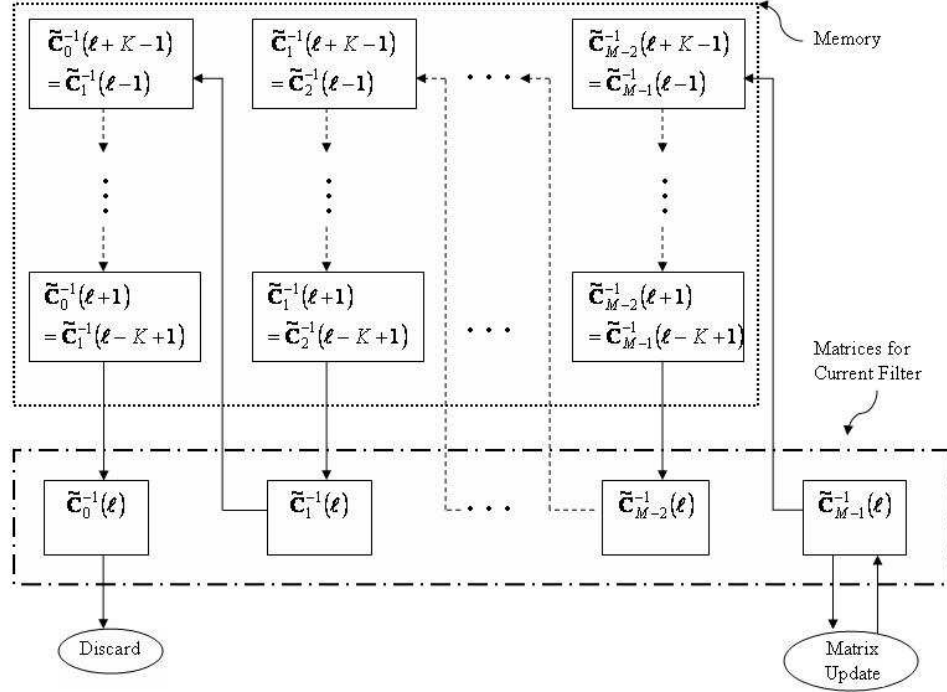 C̃₀⁻¹(ℓ + K − 1)
= C̃₁⁻¹(ℓ − 1)
C̃₁⁻¹(ℓ + K − 1)
= C̃₂⁻¹(ℓ − 1)
• • •
C̃_{M−2}⁻¹(ℓ + K − 1)
= C̃_{M−1}⁻¹(ℓ − 1)
Memory
C̃₀⁻¹(ℓ + 1)
= C̃₁⁻¹(ℓ − K + 1)
C̃₁⁻¹(ℓ + 1)
= C̃₂⁻¹(ℓ − K + 1)
• • •
C̃_{M−2}⁻¹(ℓ + 1)
= C̃_{M−1}⁻¹(ℓ − K + 1)
Matrices for
Current Filter
C̃₀⁻¹(ℓ)
C̃₁⁻¹(ℓ)
• • •
C̃_{M−2}⁻¹(ℓ)
C̃_{M−1}⁻¹(ℓ)
Discard
Matrix
Update